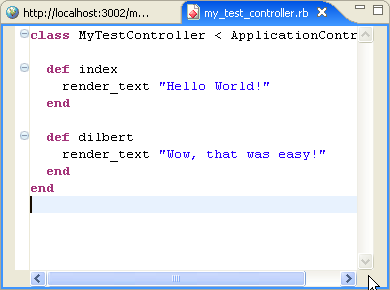 http://localhost:3002/m...
my_test_controller.rb
class MyTestController < ApplicationContr
def index
render_text "Hello World!"
end
def dilbert
render_text "Wow, that was easy!"
end
end